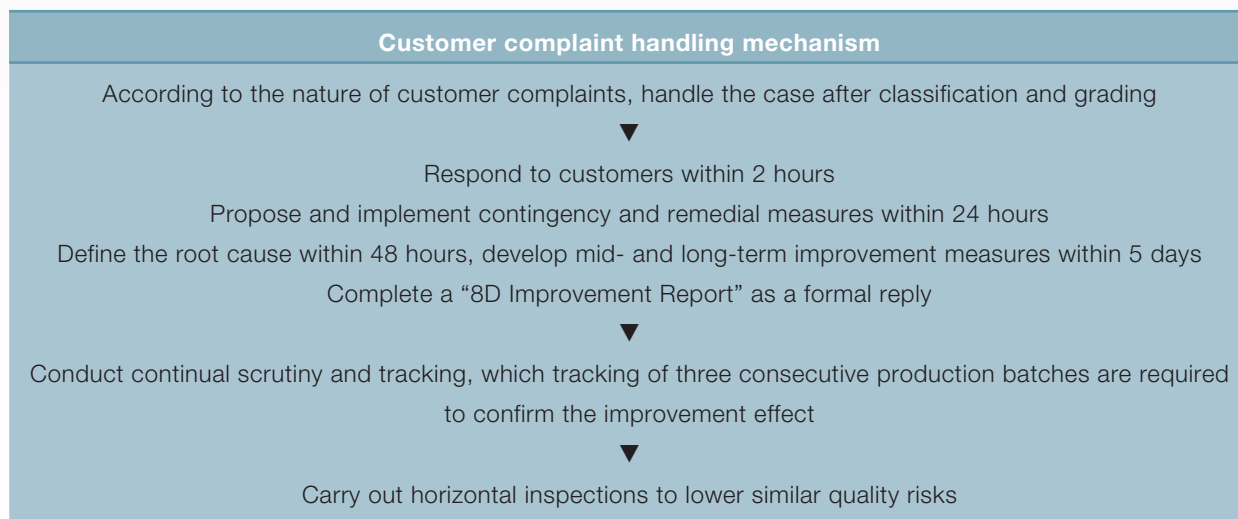 Customer complaint handling mechanism
According to the nature of customer complaints, handle the case after classification and grading
▼
Respond to customers within 2 hours
Propose and implement contingency and remedial measures within 24 hours
Define the root cause within 48 hours, develop mid- and long-term improvement measures within 5 days
Complete a “8D Improvement Report” as a formal reply
▼
Conduct continual scrutiny and tracking, which tracking of three consecutive production batches are required
to confirm the improvement effect
▼
Carry out horizontal inspections to lower similar quality risks